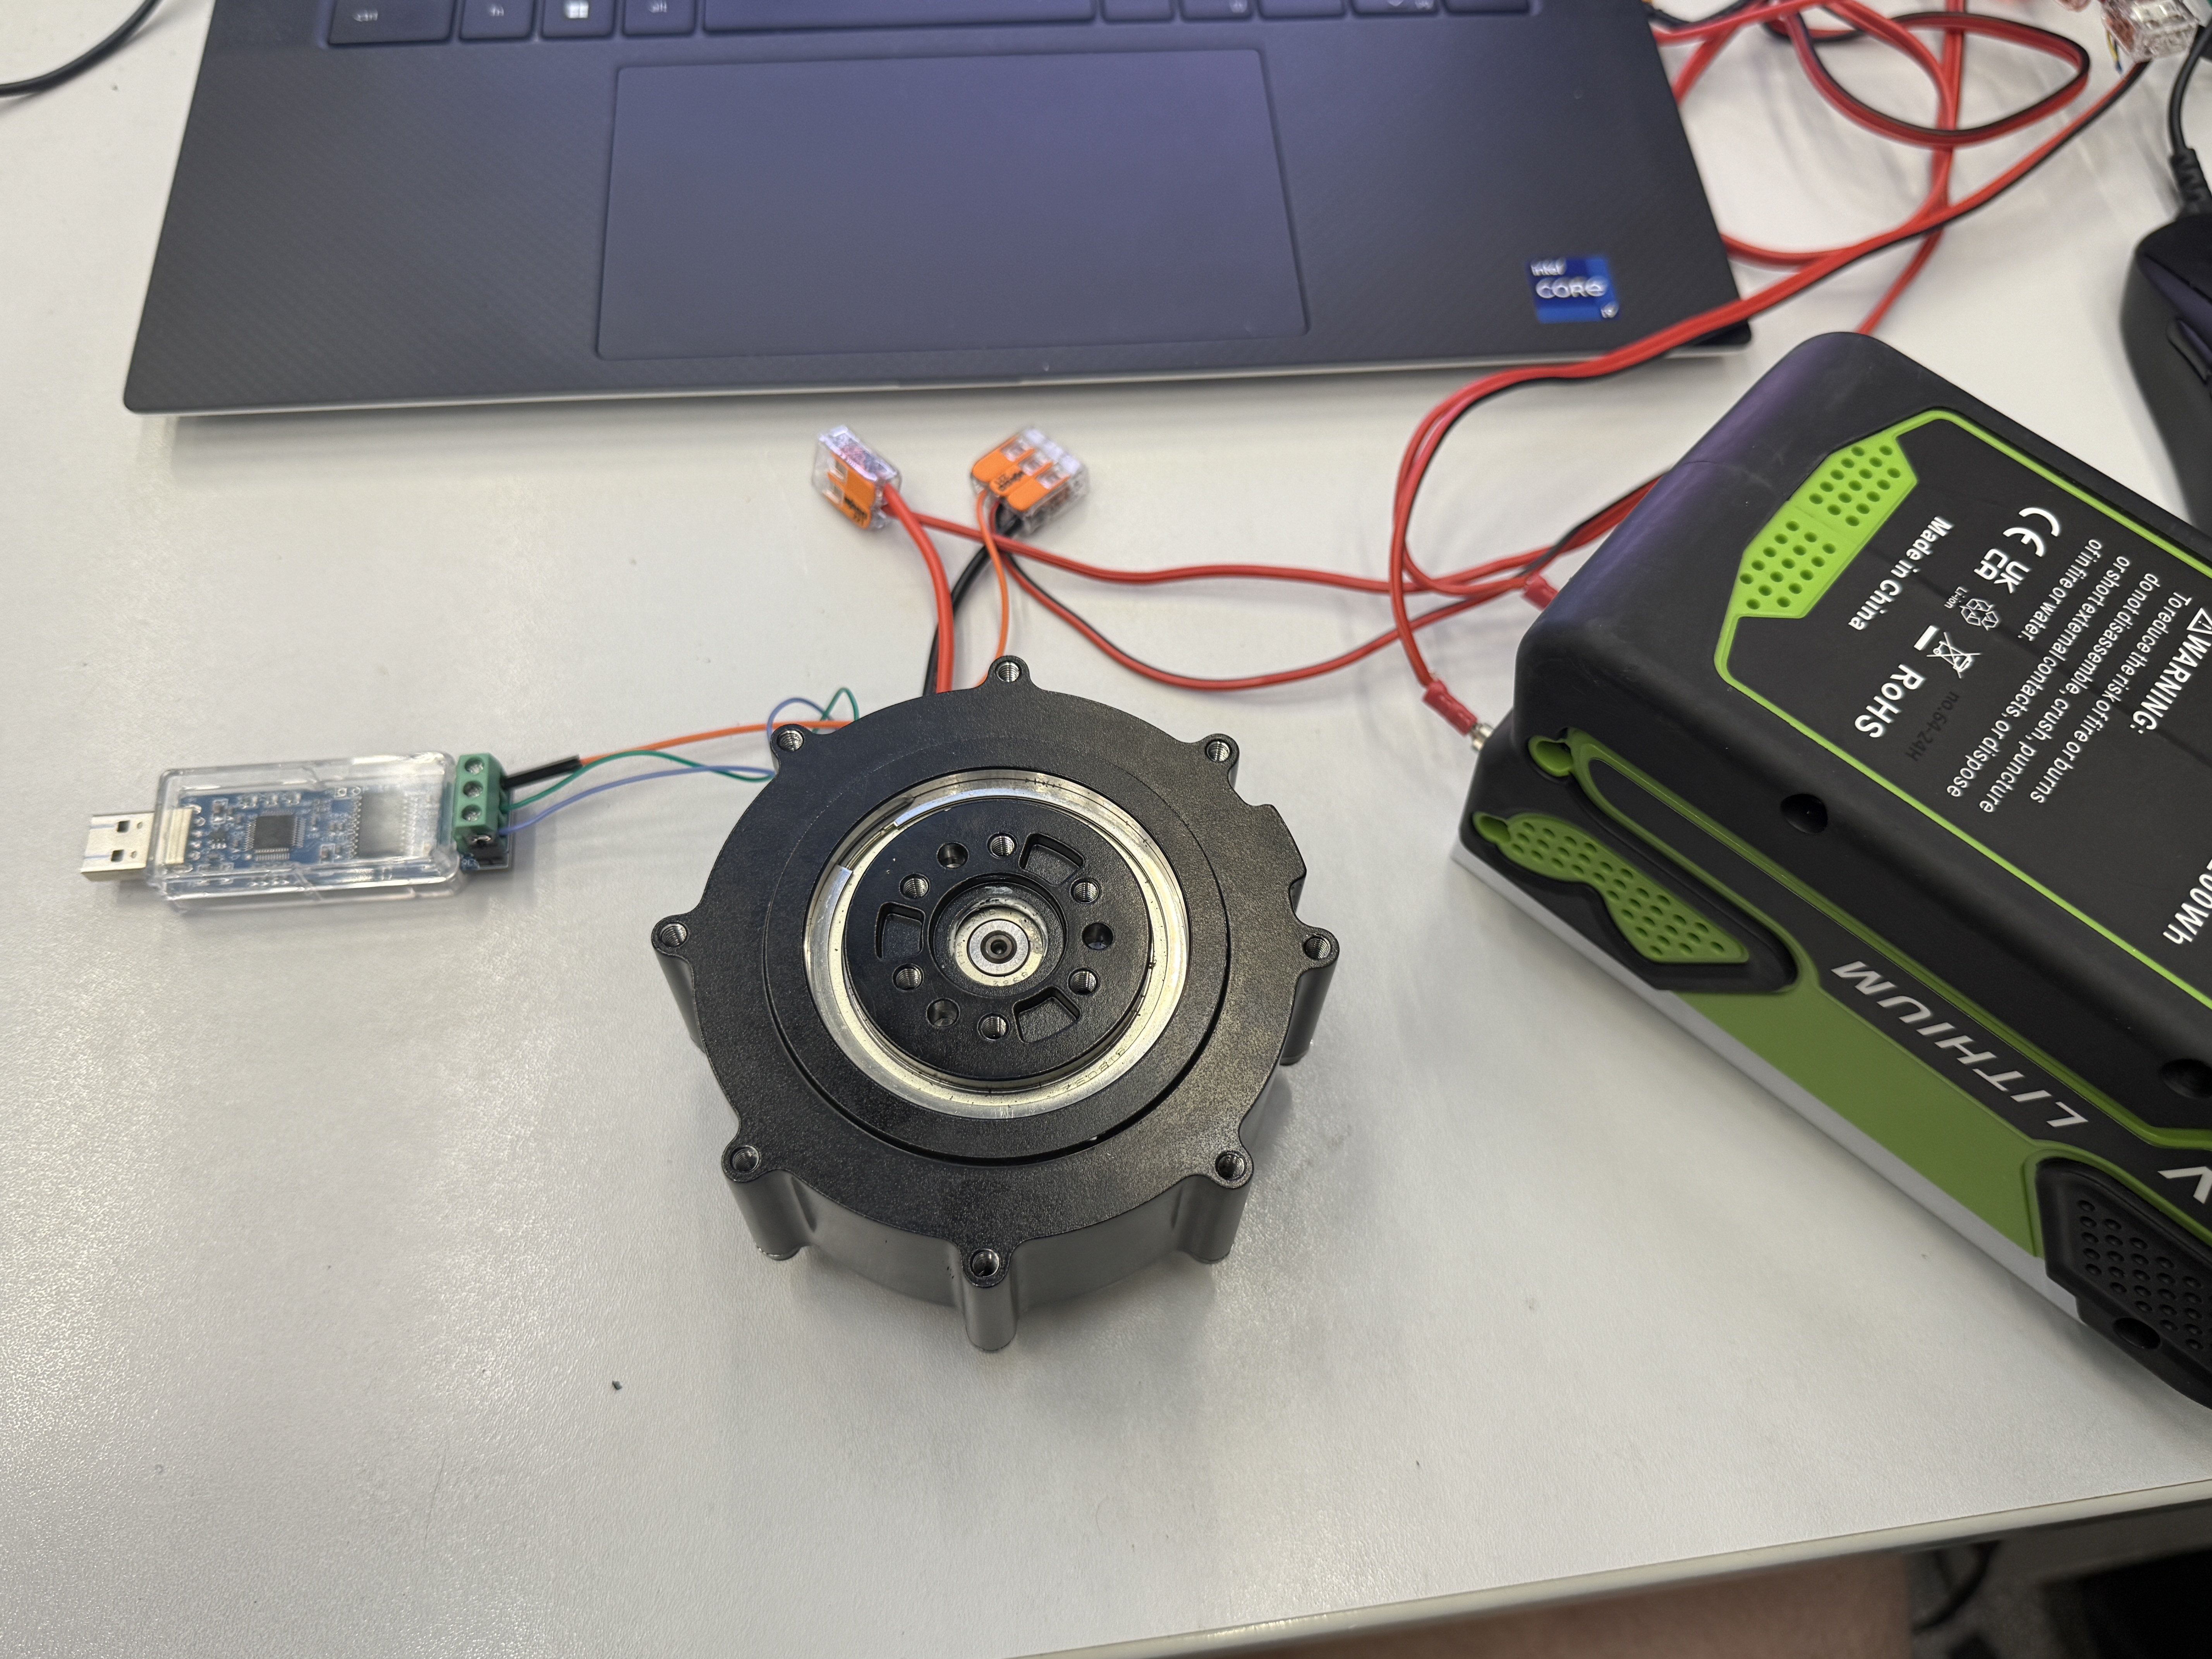 LITHIUM
WARNING:
To reduce the risk of fire or burns
do not disassemble, crush, puncture
or short external contacts, or dispose
of in fire or water.
no.64-24H
RoHS
Li-ion
CE
UK
CA
Made in China
intel
CORE
i9